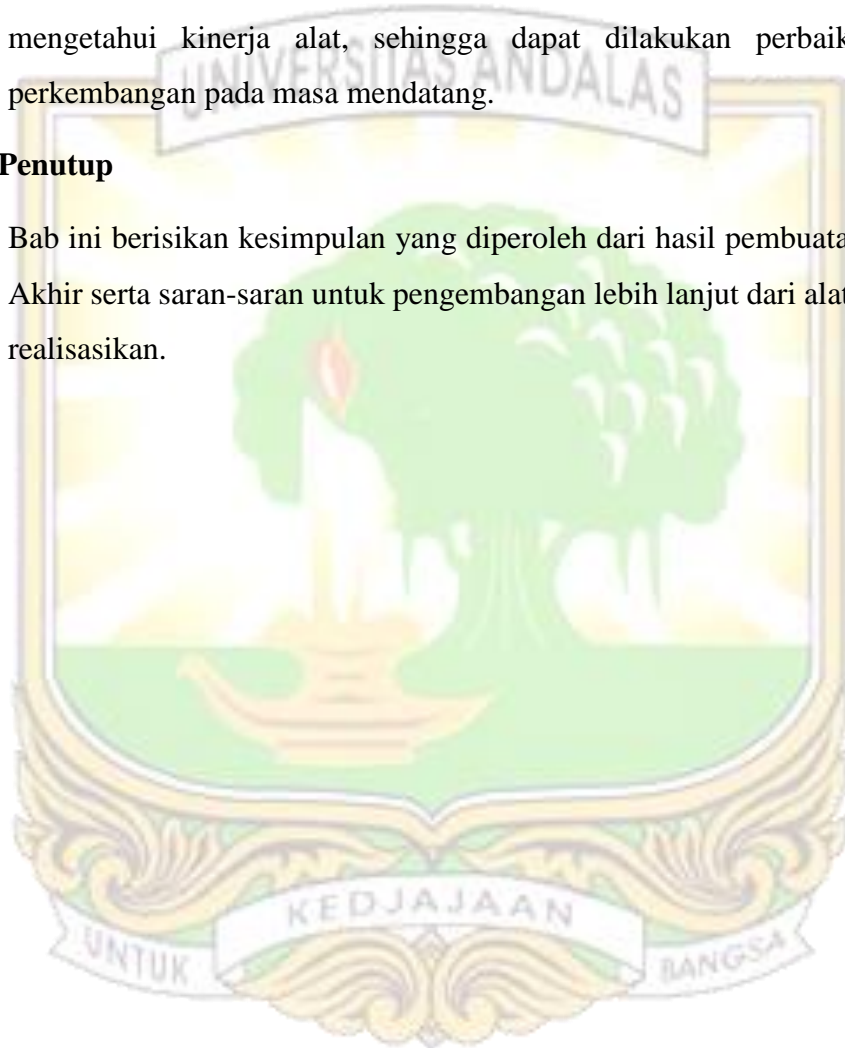 mengetahui kinerja alat, sehingga dapat dilakukan perbaik
perkembangan pada masa mendatang.
UNIVERSITAS ANDALAS
Penutup
Bab ini berisikan kesimpulan yang diperoleh dari hasil pembuata
Akhir serta saran-saran untuk pengembangan lebih lanjut dari alat
realisasikan.
UNTUK KEDJAJAAN BANGSA